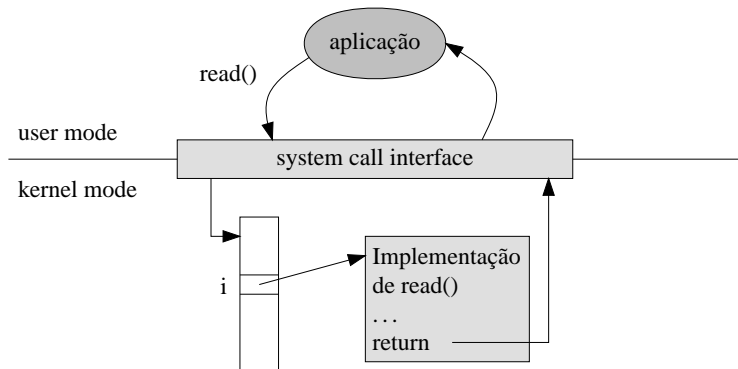 aplicação
read()
user mode
system call interface
kernel mode
i
Implementação
de read()
...
return